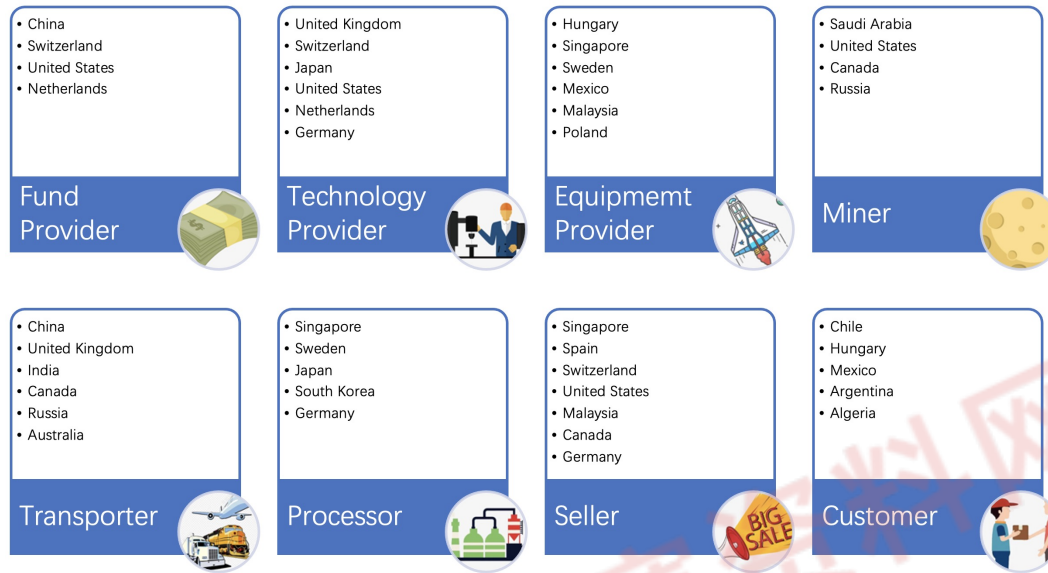 • China
• Switzerland
• United States
• Netherlands
Fund
Provider
• United Kingdom
• Switzerland
• Japan
• United States
• Netherlands
• Germany
Technology
Provider
• Hungary
• Singapore
• Sweden
• Mexico
• Malaysia
• Poland
Equipmemt
Provider
• Saudi Arabia
• United States
• Canada
• Russia
Miner
• China
• United Kingdom
• India
• Canada
• Russia
• Australia
Transporter
• Singapore
• Sweden
• Japan
• South Korea
• Germany
Processor
• Singapore
• Spain
• Switzerland
• United States
• Malaysia
• Canada
• Germany
Seller
BIG
SALE
• Chile
• Hungary
• Mexico
• Argentina
• Algeria
Customer
资料网